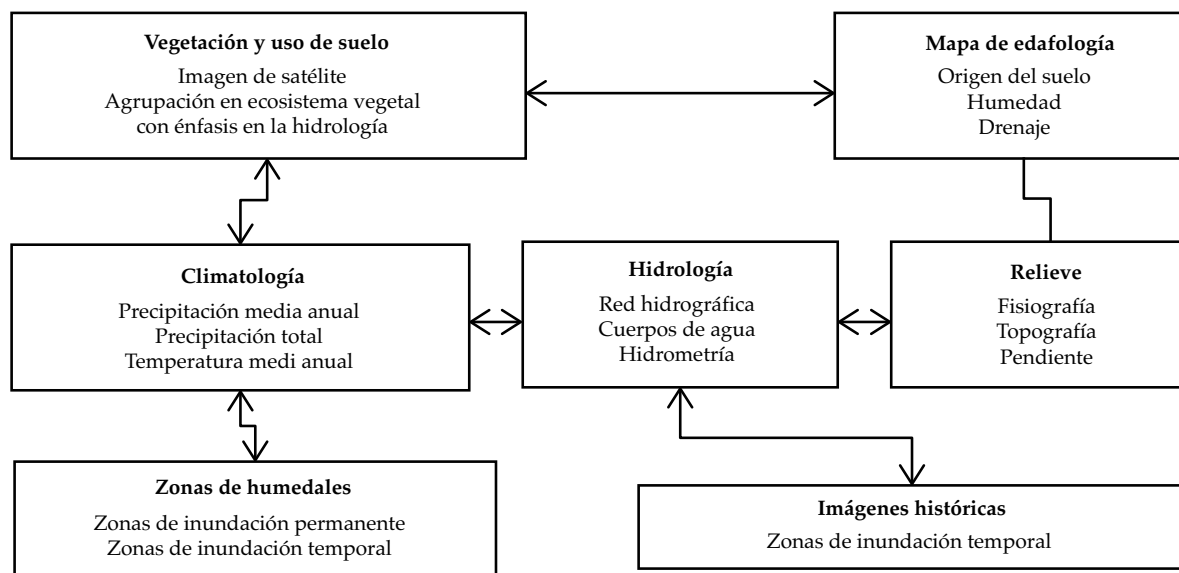 Vegetación y uso de suelo
Imagen de satélite
Agrupación en ecosistema vegetal
con énfasis en la hidrología
Mapa de edafología
Origen del suelo
Humedad
Drenaje
Climatología
Precipitación media anual
Precipitación total
Temperatura medi anual
Hidrología
Red hidrográfica
Cuerpos de agua
Hidrometría
Relieve
Fisiografía
Topografía
Pendiente
Zonas de humedales
Zonas de inundación permanente
Zonas de inundación temporal
Imágenes históricas
Zonas de inundación temporal